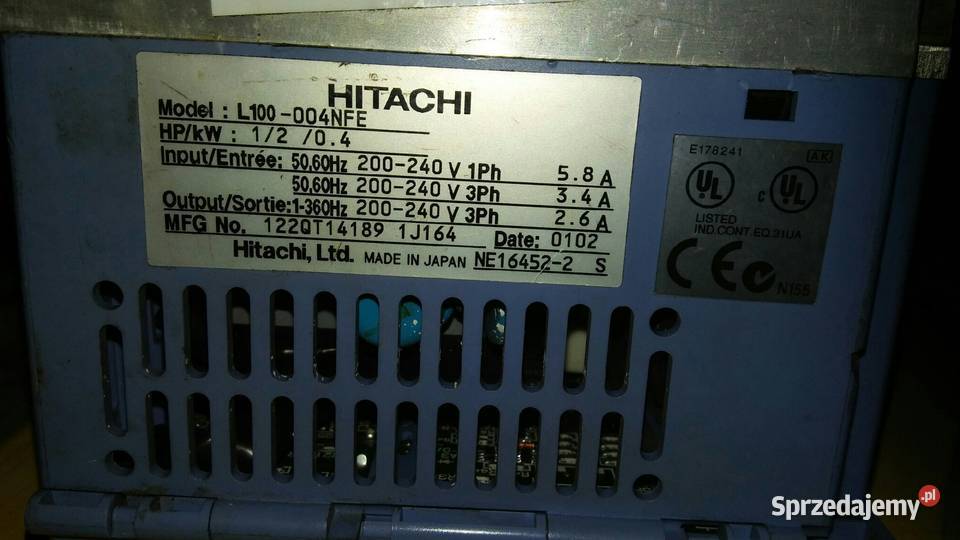 HITACHI
Model : L100-004NFE
HP/kW : 1/2 /0.4
Input/Entrée: 50,60Hz 200-240 V 1Ph 5.8 A
50,60Hz 200-240 V 3Ph 3.4 A
Output/Sortie:1-360Hz 200-240 V 3Ph 2.6 A
MFG No. 122QT14189 1J164 Date: 0102
Hitachi, Ltd. MADE IN JAPAN NE16452-2 S
E178241 AK
UL c UL
LISTED
IND.CONT.EQ.31UA
CE N155
Sprzedajemy.pl